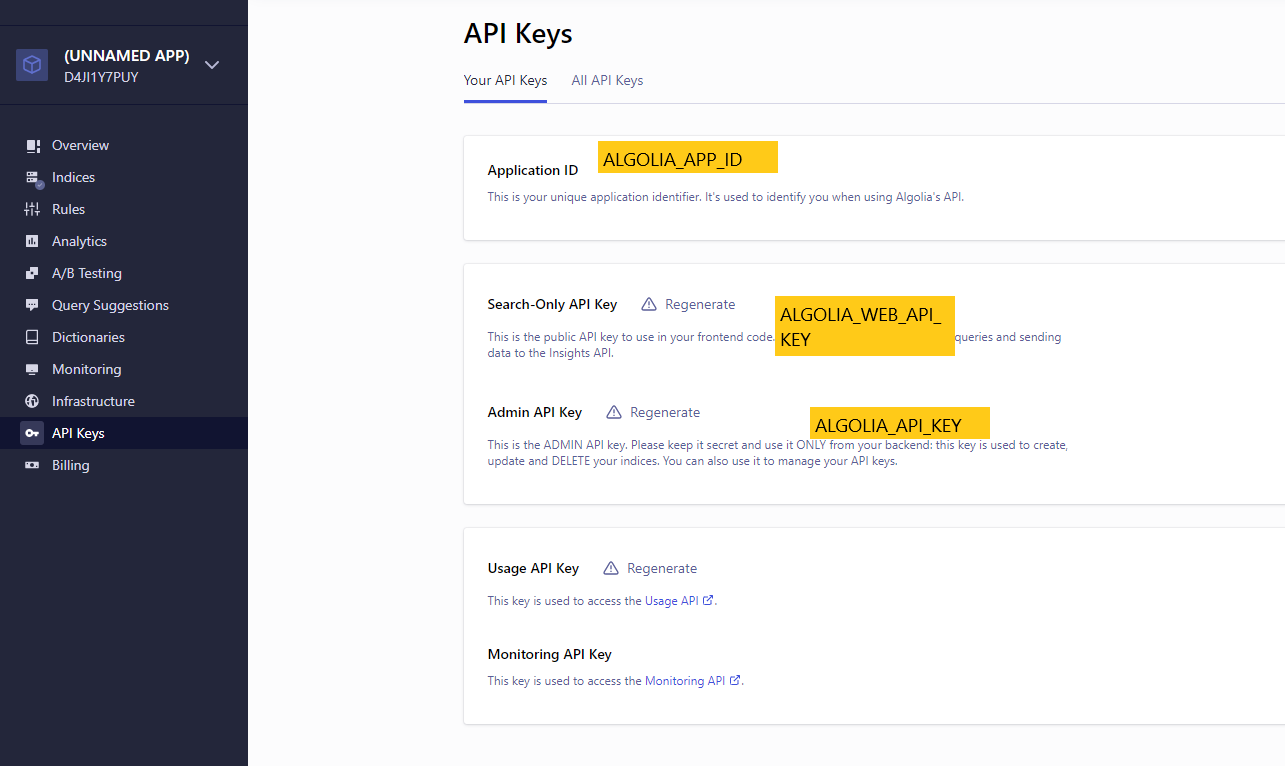 (UNNAMED APP)
D4JI1Y7PUY
Overview
Indices
Rules
Analytics
A/B Testing
Query Suggestions
Dictionaries
Monitoring
Infrastructure
API Keys
Billing
API Keys
Your API Keys All API Keys
Application ID ALGOLIA_APP_ID
This is your unique application identifier. It's used to identify you when using Algolia's API.
Search-Only API Key Regenerate
ALGOLIA_WEB_API_
KEY
This is the public API key to use in your frontend code. queries and sending
data to the Insights API.
Admin API Key Regenerate
ALGOLIA_API_KEY
This is the ADMIN API key. Please keep it secret and use it ONLY from your backend: this key is used to create,
update and DELETE your indices. You can also use it to manage your API keys.
Usage API Key Regenerate
This key is used to access the Usage API .
Monitoring API Key
This key is used to access the Monitoring API .